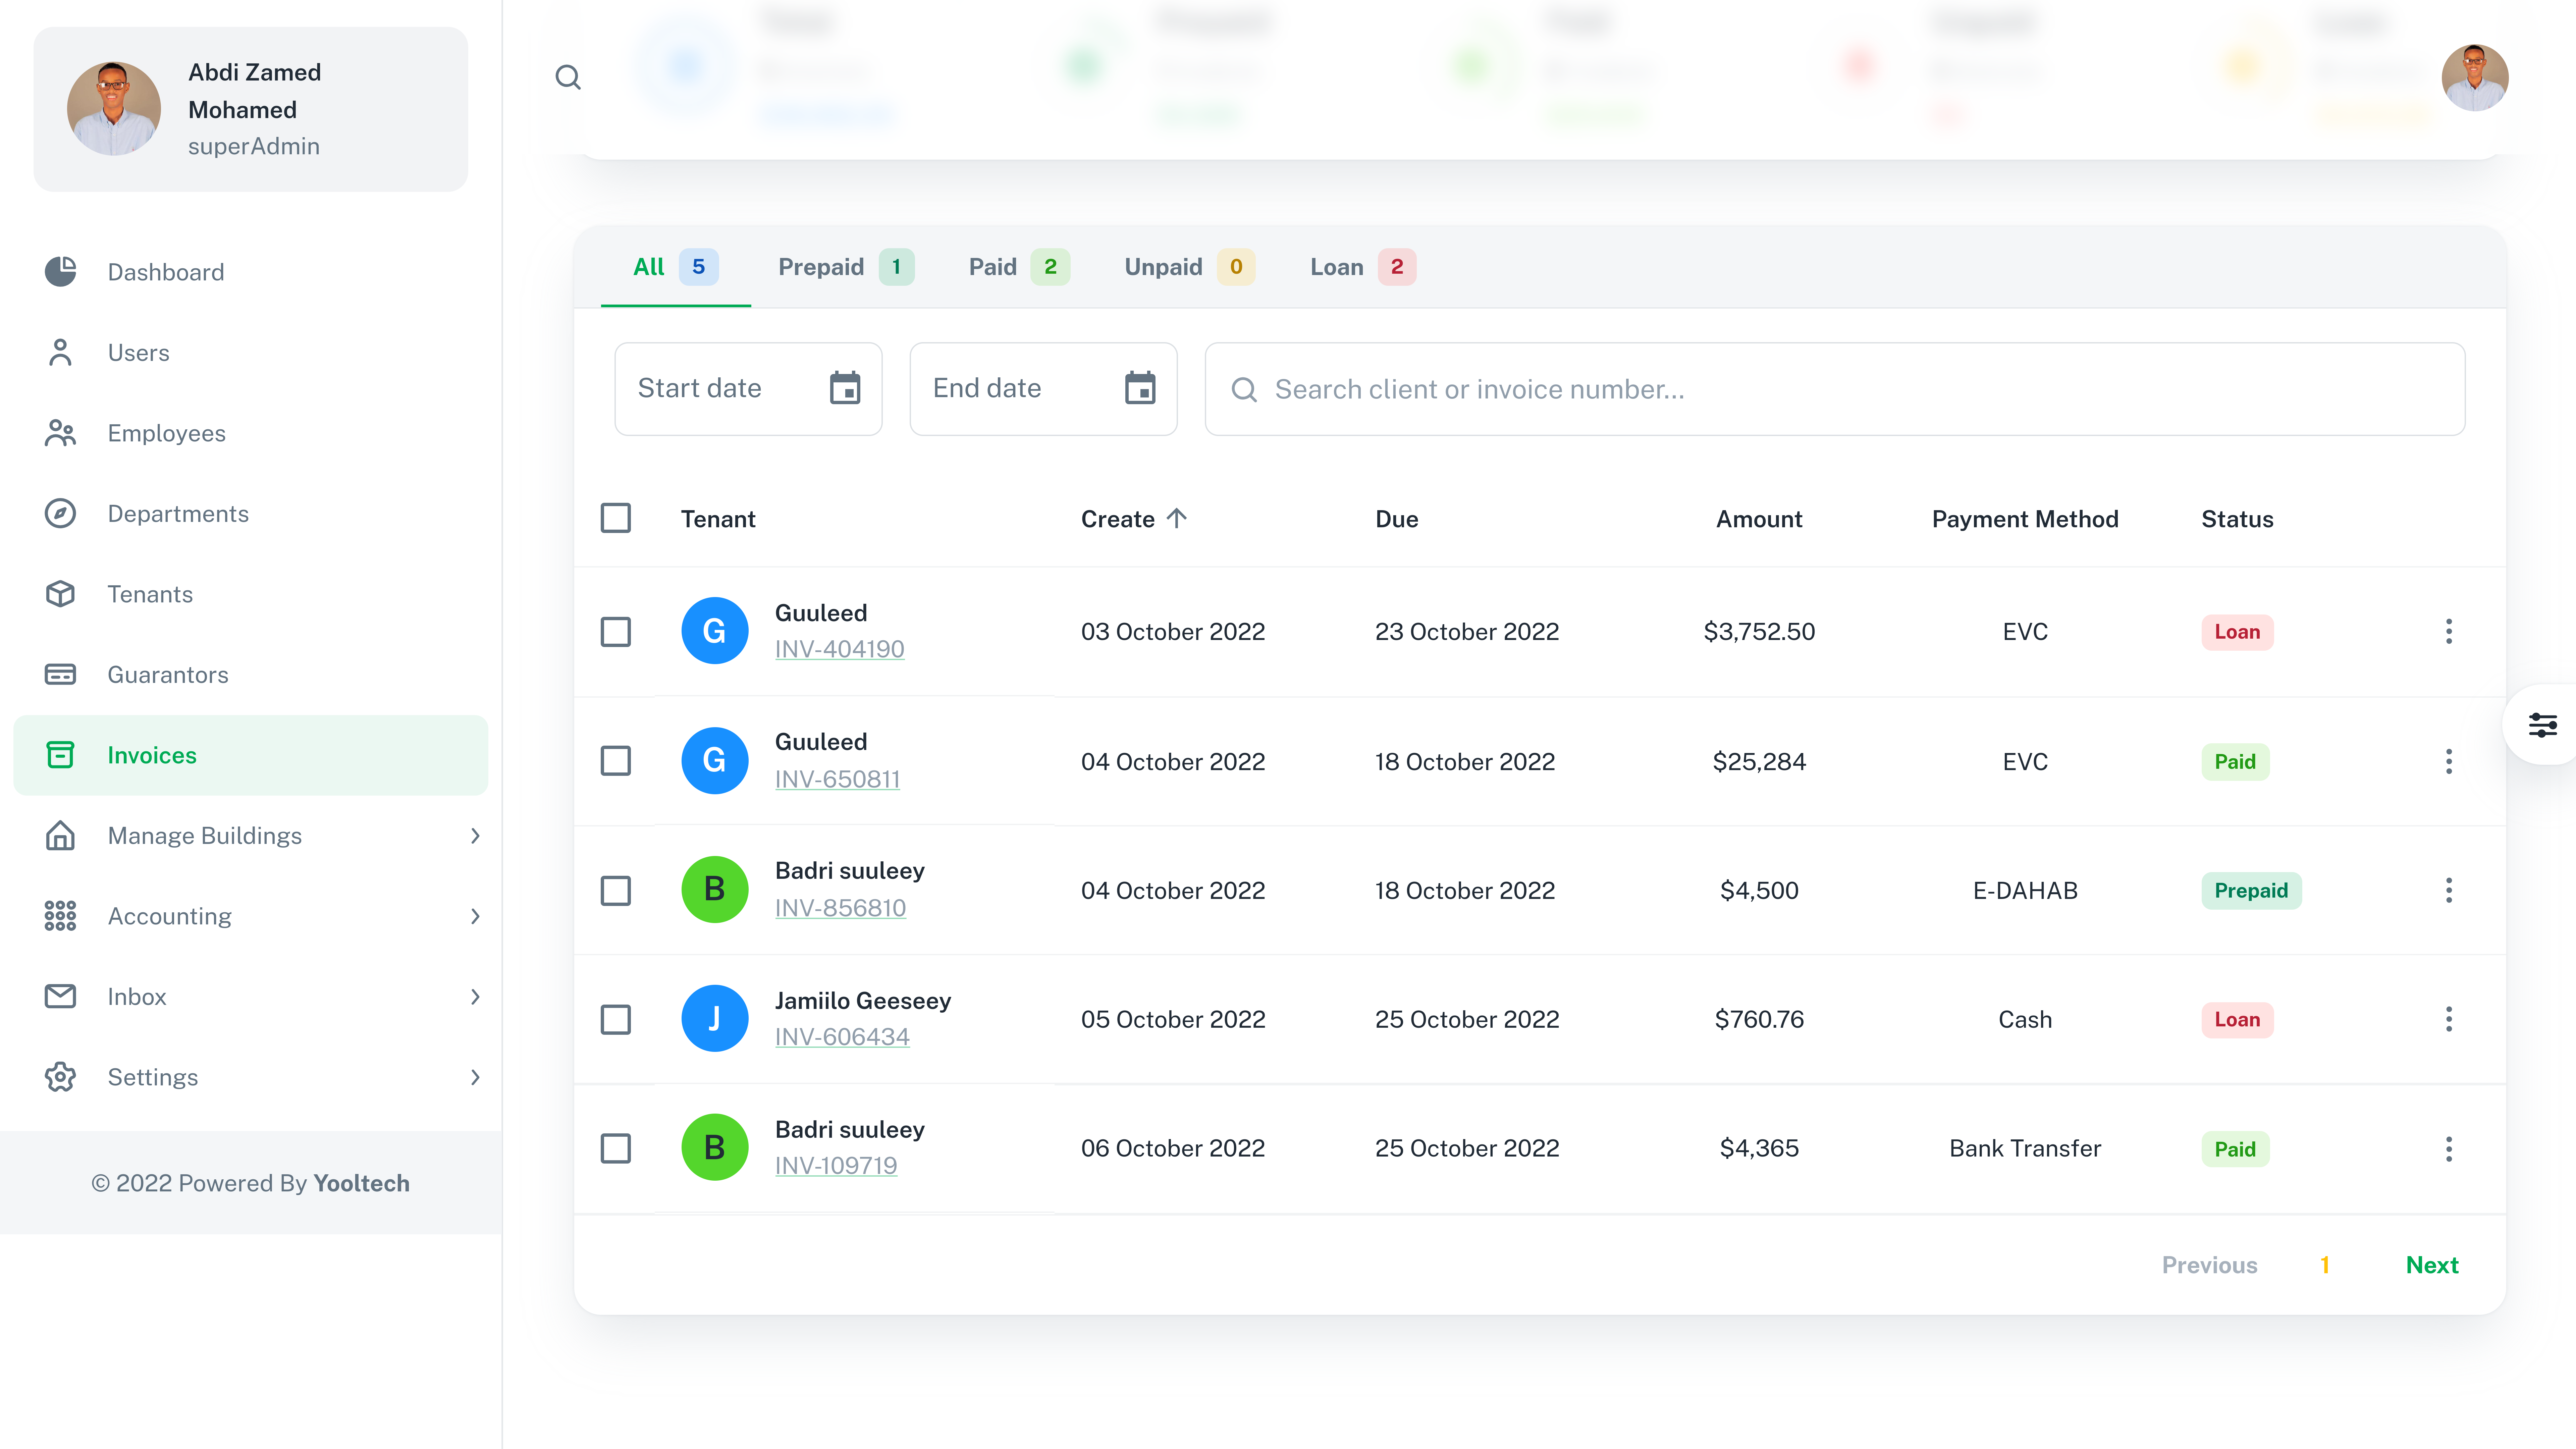 Abdi Zamed
Mohamed
superAdmin
Dashboard
Users
Employees
Departments
Tenants
Guarantors
Invoices
Manage Buildings
Accounting
Inbox
Settings
© 2022 Powered By Yooltech
All 5 Prepaid 1 Paid 2 Unpaid 0 Loan 2
Start date End date Search client or invoice number...
Tenant Create Due Amount Payment Method Status
G Guuleed
INV-404190 03 October 2022 23 October 2022 $3,752.50 EVC Loan
G Guuleed
INV-650811 04 October 2022 18 October 2022 $25,284 EVC Paid
B Badri suuleey
INV-856810 04 October 2022 18 October 2022 $4,500 E-DAHAB Prepaid
J Jamiilo Geeseey
INV-606434 05 October 2022 25 October 2022 $760.76 Cash Loan
B Badri suuleey
INV-109719 06 October 2022 25 October 2022 $4,365 Bank Transfer Paid
Previous 1 Next